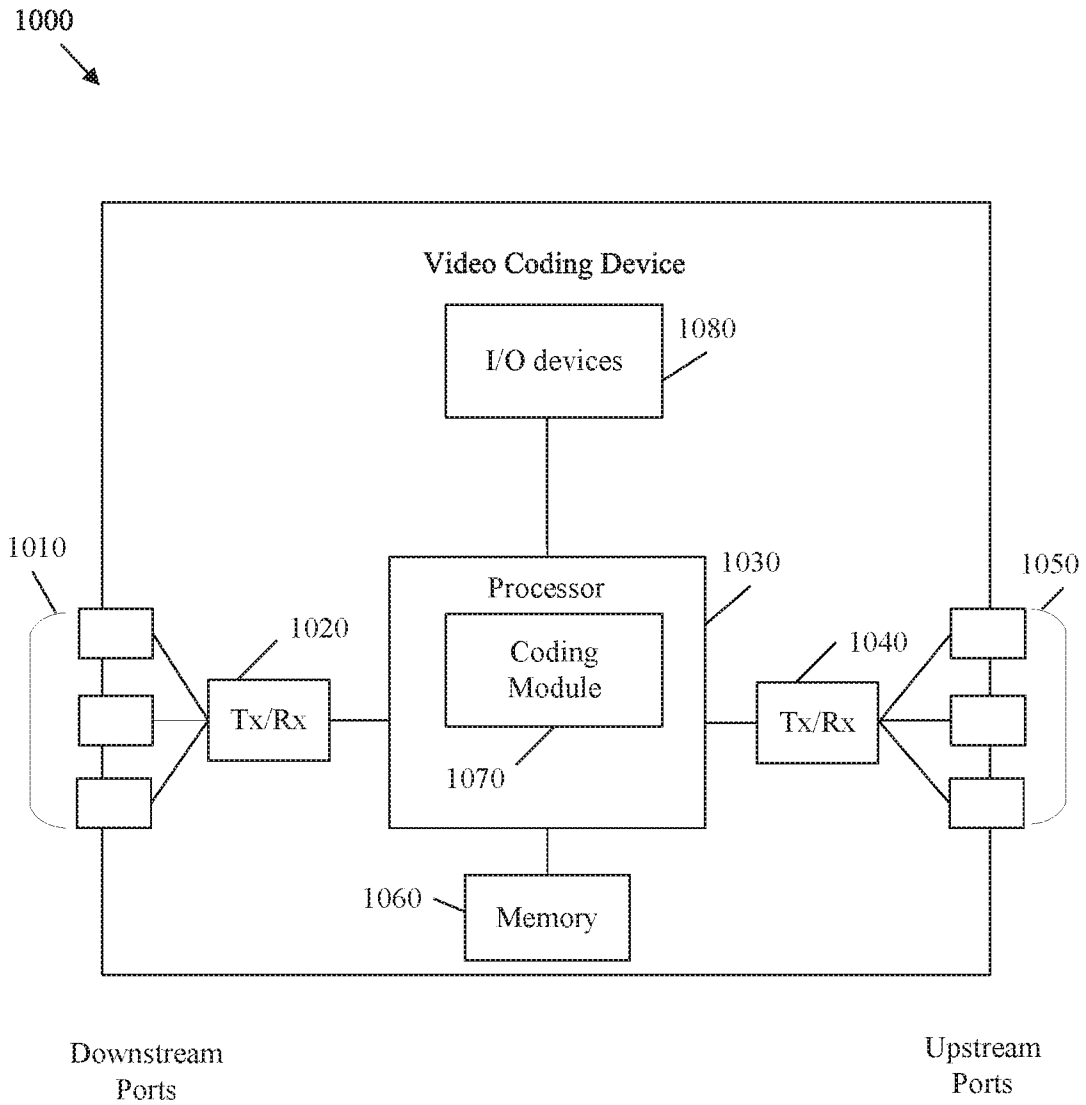 1000
Video Coding Device
I/O devices
1080
1010
1020
Tx/Rx
Processor
1030
Coding
Module
1070
1040
Tx/Rx
1050
1060
Memory
Downstream
Ports
Upstream
Ports